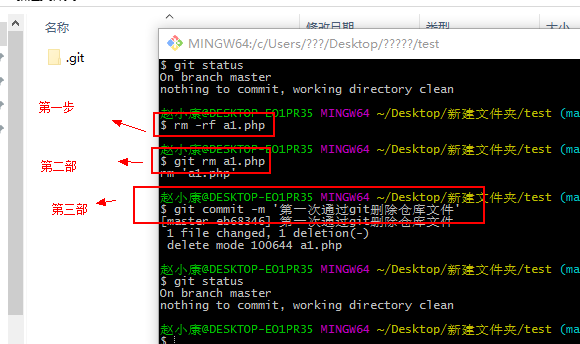 名称
修改日期
类型
大小
.git
第一步
第二部
第三部
MINGW64:/c/Users/???/Desktop/?????/test
$ git status
On branch master
nothing to commit, working directory clean
赵小康@DESKTOP-EO1PR35 MINGW64 ~/Desktop/新建文件夹/test (ma
$ rm -rf a1.php
赵小康@DESKTOP-EO1PR35 MINGW64 ~/Desktop/新建文件夹/test (ma
$ git rm a1.php
rm 'a1.php'
赵小康@DESKTOP-EO1PR35 MINGW64 ~/Desktop/新建文件夹/test (ma
$ git commit -m '第一次通过git删除仓库文件'
[master eb68346] 第一次通过git删除仓库文件
1 file changed, 1 deletion(-)
delete mode 100644 a1.php
赵小康@DESKTOP-EO1PR35 MINGW64 ~/Desktop/新建文件夹/test (ma
$ git status
On branch master
nothing to commit, working directory clean
赵小康@DESKTOP-EO1PR35 MINGW64 ~/Desktop/新建文件夹/test (ma
$